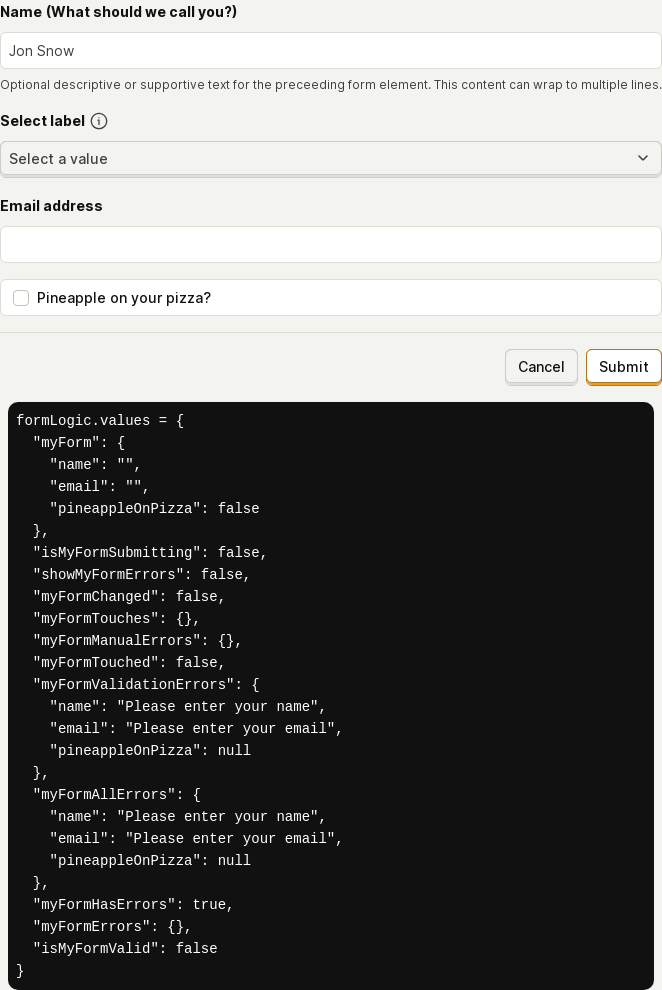 Name (What should we call you?)
Jon Snow
Optional descriptive or supportive text for the preceeding form element. This content can wrap to multiple lines.
Select label
Select a value
Email address
Pineapple on your pizza?
Cancel Submit
formLogic.values = {
  "myForm": {
    "name": "",
    "email": "",
    "pineappleOnPizza": false
  },
  "isMyFormSubmitting": false,
  "showMyFormErrors": false,
  "myFormChanged": false,
  "myFormTouches": {},
  "myFormManualErrors": {},
  "myFormTouched": false,
  "myFormValidationErrors": {
    "name": "Please enter your name",
    "email": "Please enter your email",
    "pineappleOnPizza": null
  },
  "myFormAllErrors": {
    "name": "Please enter your name",
    "email": "Please enter your email",
    "pineappleOnPizza": null
  },
  "myFormHasErrors": true,
  "myFormErrors": {},
  "isMyFormValid": false
}